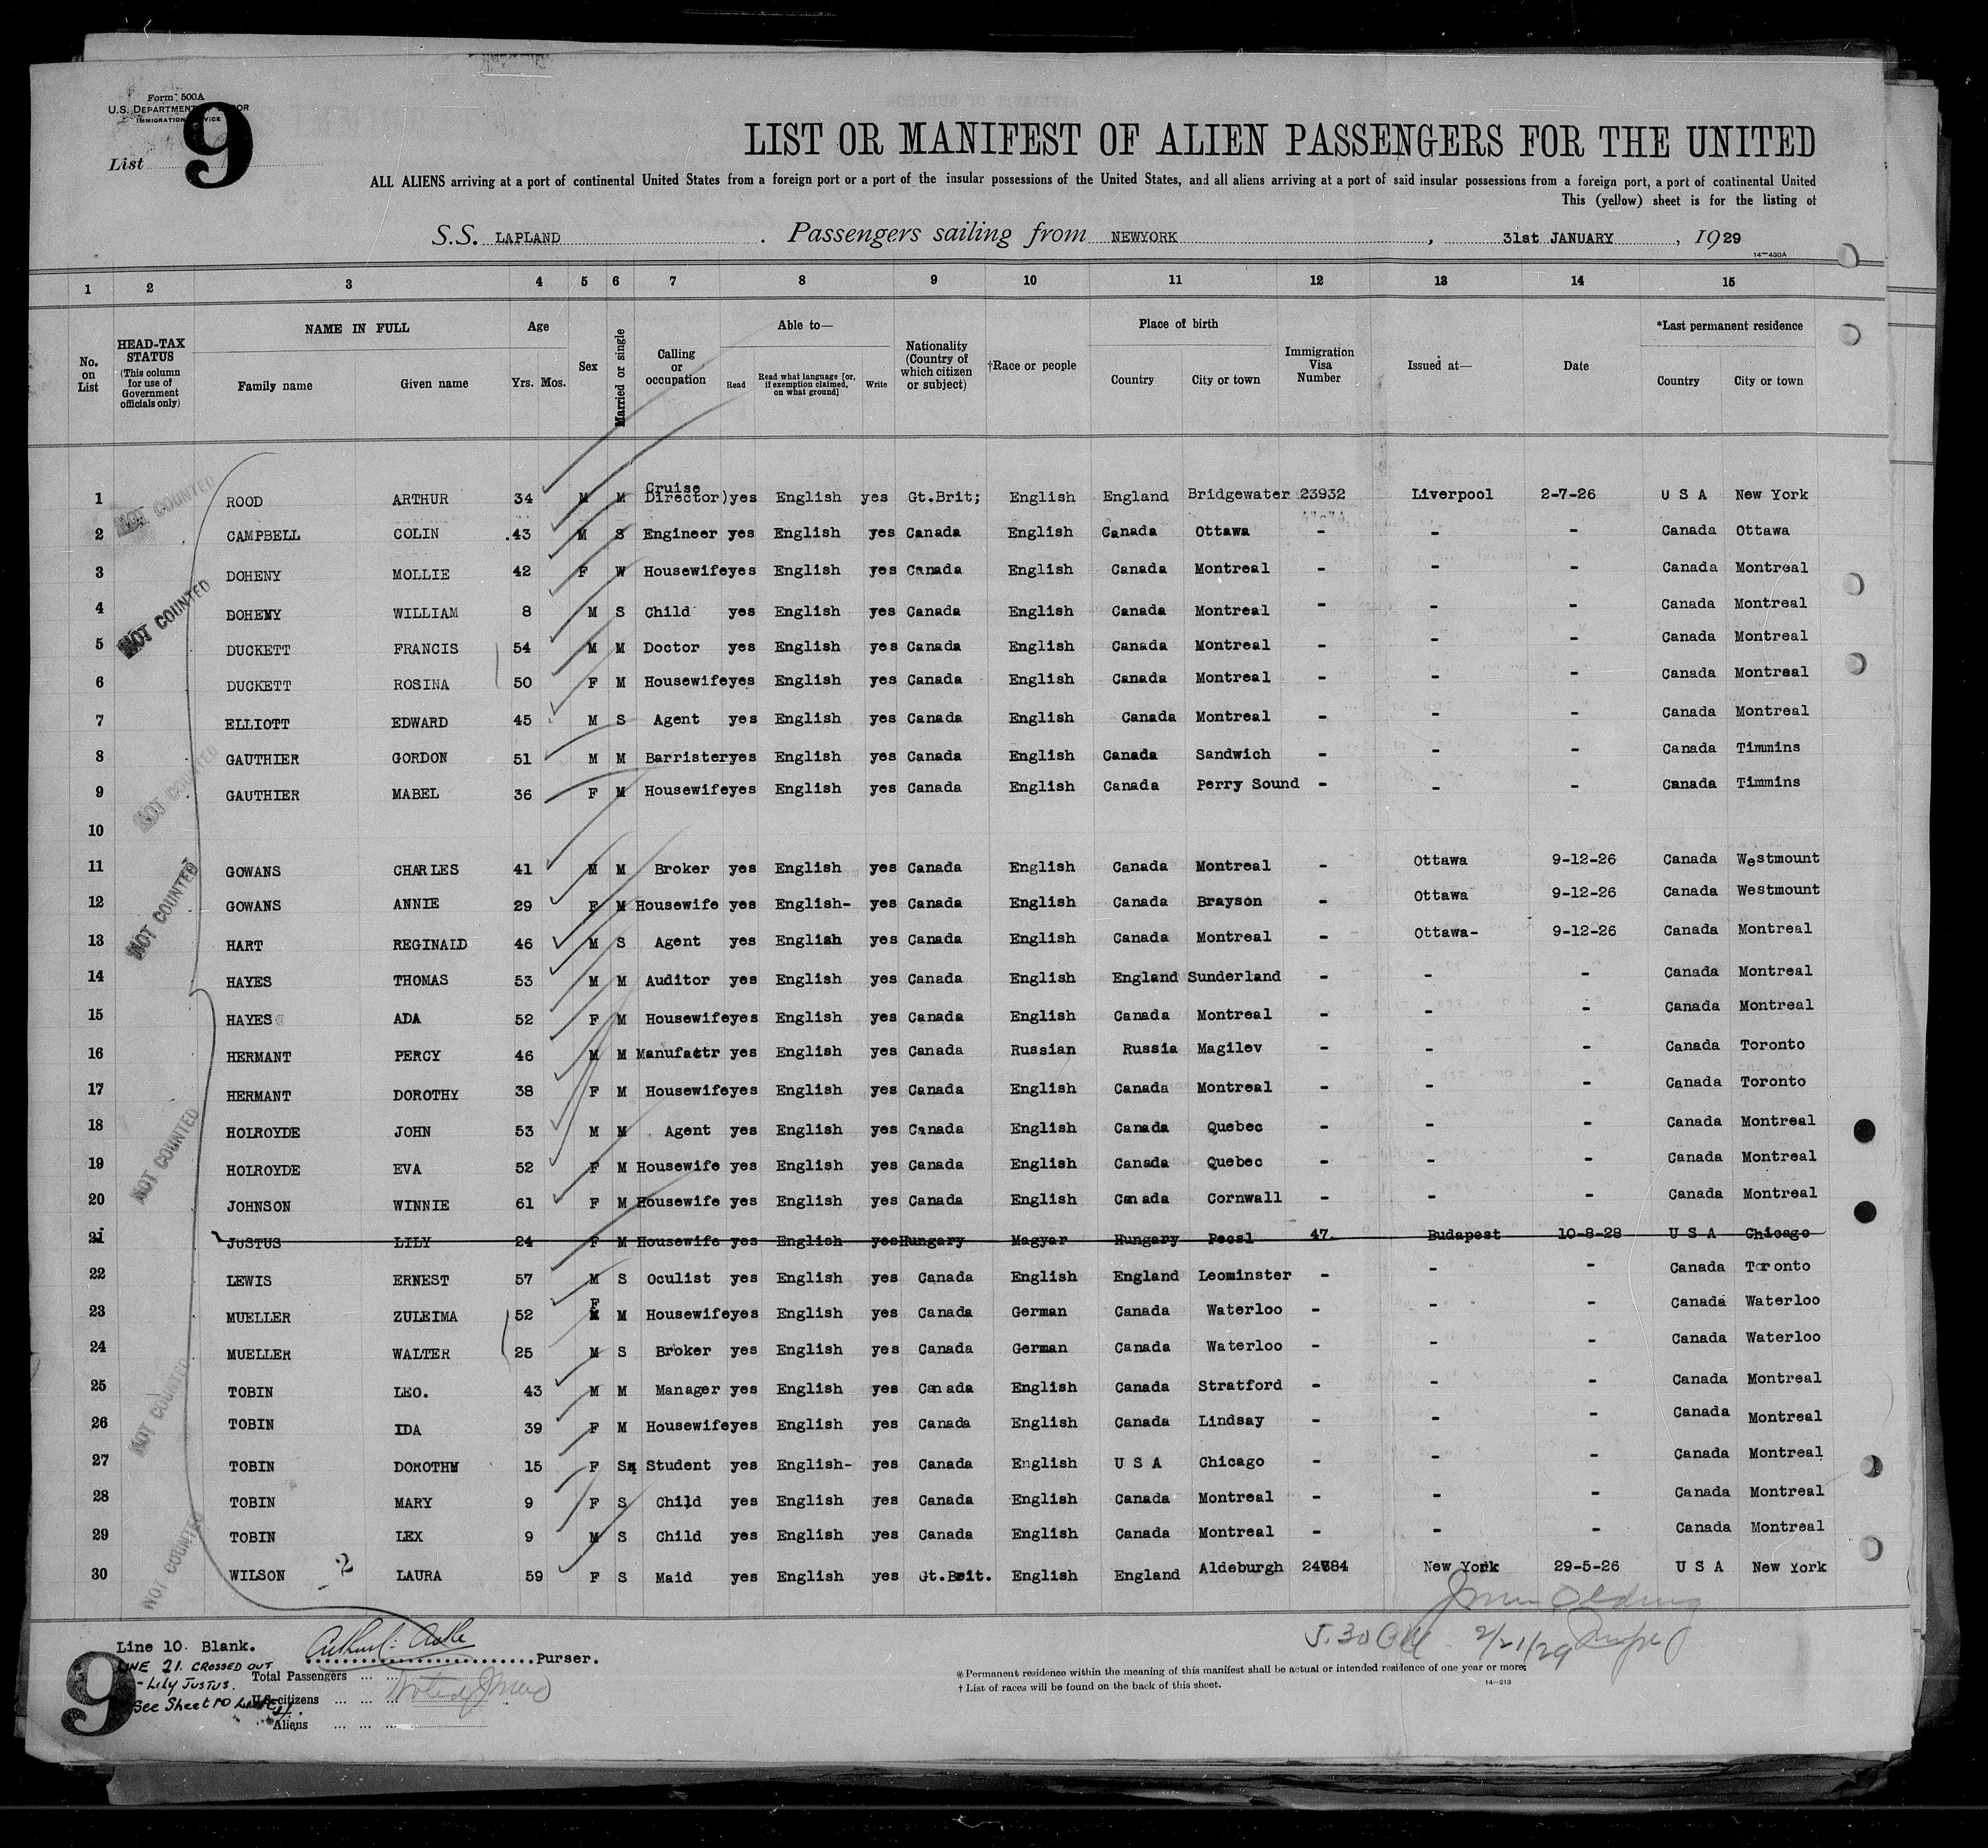 Form 500A
U.S. DEPARTMENT OF LABOR
IMMIGRATION SERVICE
List 9
LIST OR MANIFEST OF ALIEN PASSENGERS FOR THE UNITED
ALL ALIENS arriving at a port of continental United States from a foreign port or a port of the insular possessions of the United States, and all aliens arriving at a port of said insular possessions from a foreign port, a port of continental United
This (yellow) sheet is for the listing of
S.S. LAPLAND. Passengers sailing from NEWYORK, 31st JANUARY, 1929
14-430A
1 2 3 4 5 6 7 8 9 10 11 12 13 14 15
No. on List HEAD-TAX STATUS (This column for use of Government officials only) NAME IN FULL Family name Given name Age Yrs. Mos. Sex Married or single Calling or occupation Able to— Read Read what language [or, if exemption claimed, on what ground] Write Nationality (Country of which citizen or subject) †Race or people Place of birth Country City or town Immigration Visa Number Issued at— Date *Last permanent residence Country City or town
1 NOT COUNTED ROOD ARTHUR 34 M M Cruise Director) yes English yes Gt.Brit; English England Bridgewater 23932 Liverpool 2-7-26 U S A New York
2 CAMPBELL COLIN .43 M S Engineer yes English yes Canada English Canada Ottawa - - - Canada Ottawa
3 DOHENY MOLLIE 42 F W Housewife yes English yes Canada English Canada Montreal - - - Canada Montreal
4 NOT COUNTED DOHENY WILLIAM 8 M S Child yes English yes Canada English Canada Montreal - - - Canada Montreal
5 DUCKETT FRANCIS 54 M M Doctor yes English yes Canada English Canada Montreal - - - Canada Montreal
6 DUCKETT ROSINA 50 F M Housewife yes English yes Canada English Canada Montreal - - - Canada Montreal
7 ELLIOTT EDWARD 45 M S Agent yes English yes Canada English Canada Montreal - - - Canada Montreal
8 NOT COUNTED GAUTHIER GORDON 51 M M Barrister yes English yes Canada English Canada Sandwich - - - Canada Timmins
9 GAUTHIER MABEL 36 F M Housewife yes English yes Canada English Canada Perry Sound - - - Canada Timmins
10
11 NOT COUNTED GOWANS CHARLES 41 M M Broker yes English yes Canada English Canada Montreal - Ottawa 9-12-26 Canada Westmount
12 GOWANS ANNIE 29 F M Housewife yes English- yes Canada English Canada Brayson - Ottawa 9-12-26 Canada Westmount
13 HART REGINALD 46 M S Agent yes English yes Canada English Canada Montreal - Ottawa- 9-12-26 Canada Montreal
14 HAYES THOMAS 53 M M Auditor yes English yes Canada English England Sunderland - - - Canada Montreal
15 HAYES ADA 52 F M Housewife yes English yes Canada English Canada Montreal - - - Canada Montreal
16 HERMANT PERCY 46 M M Manufactr yes English yes Canada Russian Russia Magilev - - - Canada Toronto
17 HERMANT DOROTHY 38 F M Housewife yes English yes Canada English Canada Montreal - - - Canada Toronto
18 NOT COUNTED HOLROYDE JOHN 53 M M Agent yes English yes Canada English Canada Quebec - - - Canada Montreal
19 HOLROYDE EVA 52 F M Housewife yes English yes Canada English Canada Quebec - - - Canada Montreal
20 JOHNSON WINNIE 61 F M Housewife yes English yes Canada English Canada Cornwall - - - Canada Montreal
21 JUSTUS LILY 24 F M Housewife yes English yes Hungary Magyar Hungary Pecsl 47. Budapest 10-8-28 U S A Chicago
22 LEWIS ERNEST 57 M S Oculist yes English yes Canada English England Leominster - - - Canada Toronto
23 MUELLER ZULEIMA 52 F M Housewife yes English yes Canada German Canada Waterloo - - - Canada Waterloo
24 MUELLER WALTER 25 M S Broker yes English yes Canada German Canada Waterloo - - - Canada Waterloo
25 NOT COUNTED TOBIN LEO. 43 M M Manager yes English yes Canada English Canada Stratford - - - Canada Montreal
26 TOBIN IDA 39 F M Housewife yes English yes Canada English Canada Lindsay - - - Canada Montreal
27 TOBIN DOROTHY 15 F S Student yes English- yes Canada English U S A Chicago - - - Canada Montreal
28 TOBIN MARY 9 F S Child yes English yes Canada English Canada Montreal - - - Canada Montreal
29 NOT COUNTED TOBIN LEX 9 M S Child yes English yes Canada English Canada Montreal - - - Canada Montreal
30 WILSON LAURA 59 F S Maid yes English yes Gt.Brit. English England Aldeburgh New York 29-5-26 U S A New York
- 2
Line 10. Blank.
Purser.
LINE 21. CROSSED OUT
- LILY JUSTUS.
See Sheet 10 LINE
9
Total Passengers
U.S. citizens
Aliens
5.30 2/21/29
* Permanent residence within the meaning of this manifest shall be actual or intended residence of one year or more.
† List of races will be found on the back of this sheet.
14-213